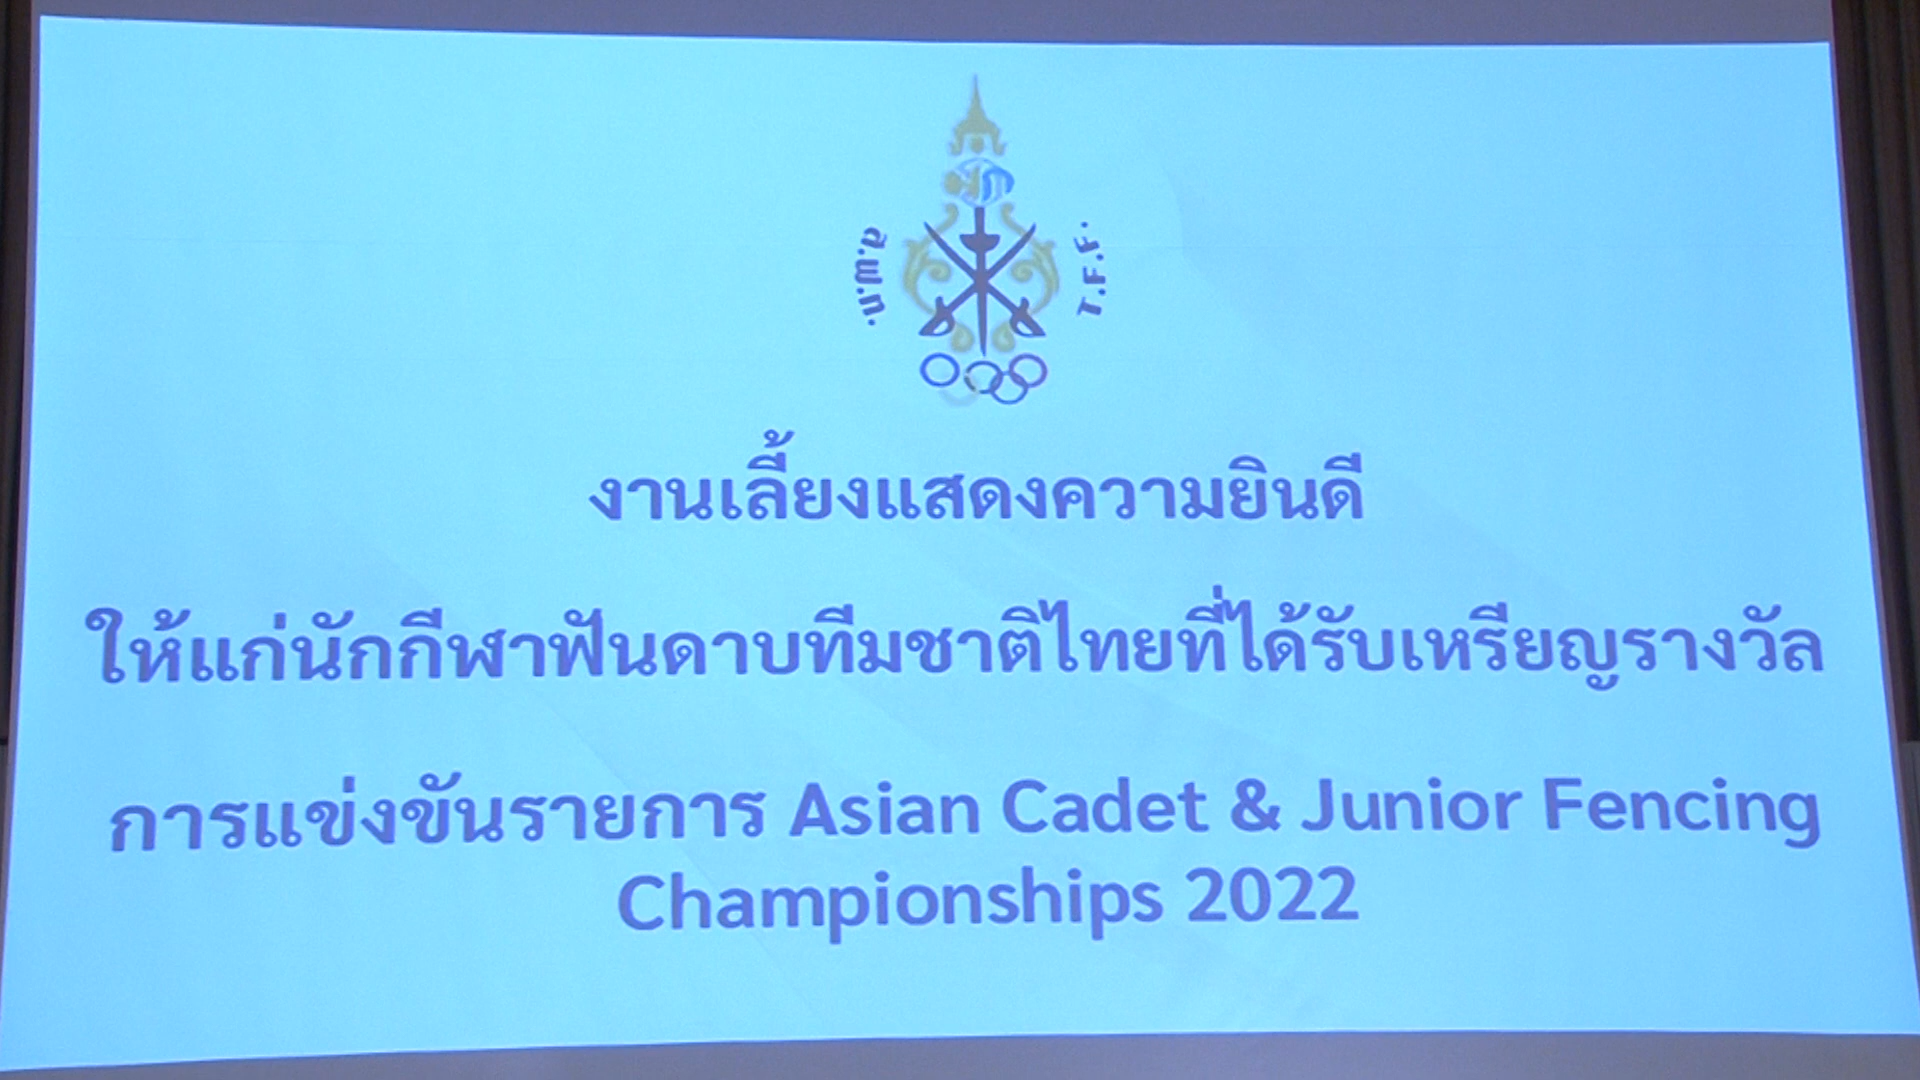 ส.พ.ท.
T.F.F.
งานเลี้ยงแสดงความยินดี
ให้แก่นักกีฬาฟันดาบทีมชาติไทยที่ได้รับเหรียญรางวัล
การแข่งขันรายการ Asian Cadet & Junior Fencing
Championships 2022